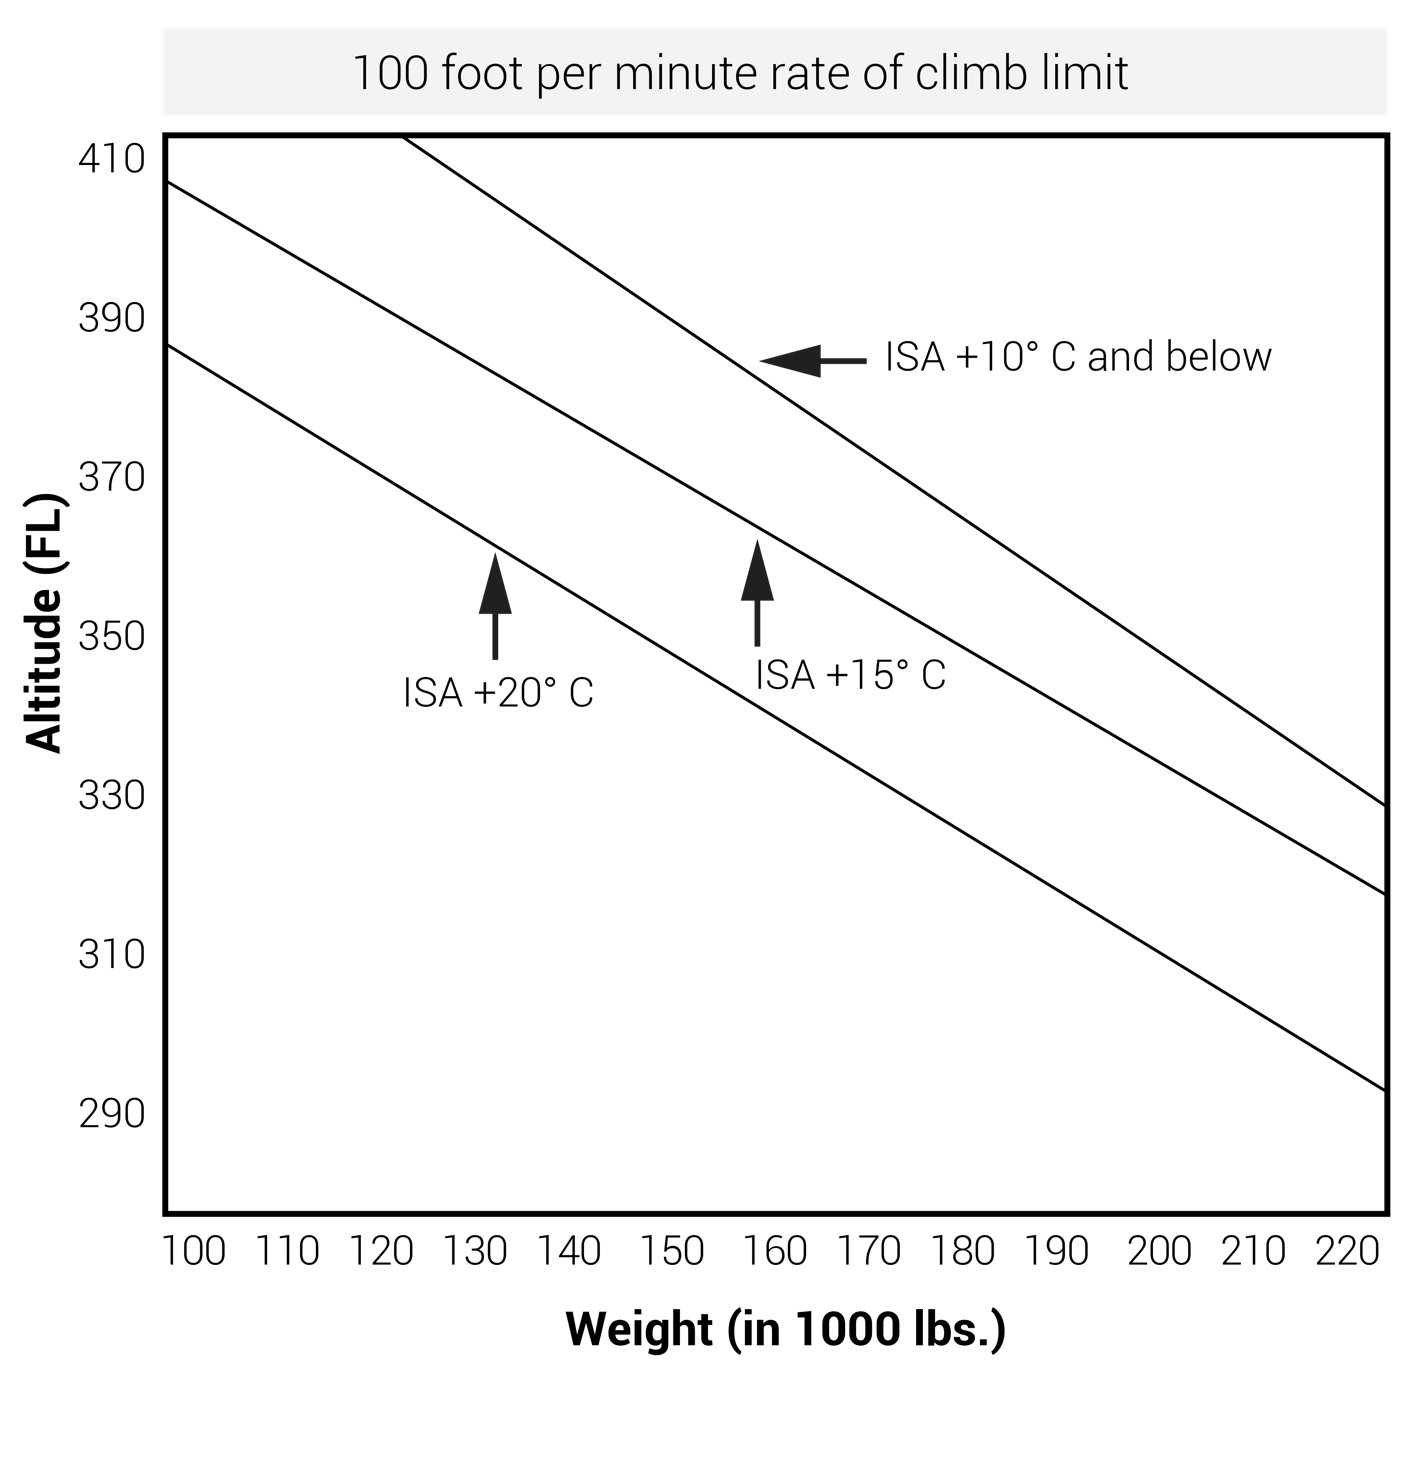 100 foot per minute rate of climb limit
410
390
370
350
330
310
290
Altitude (FL)
ISA +10° C and below
ISA +15° C
ISA +20° C
100 110 120 130 140 150 160 170 180 190 200 210 220
Weight (in 1000 lbs.)